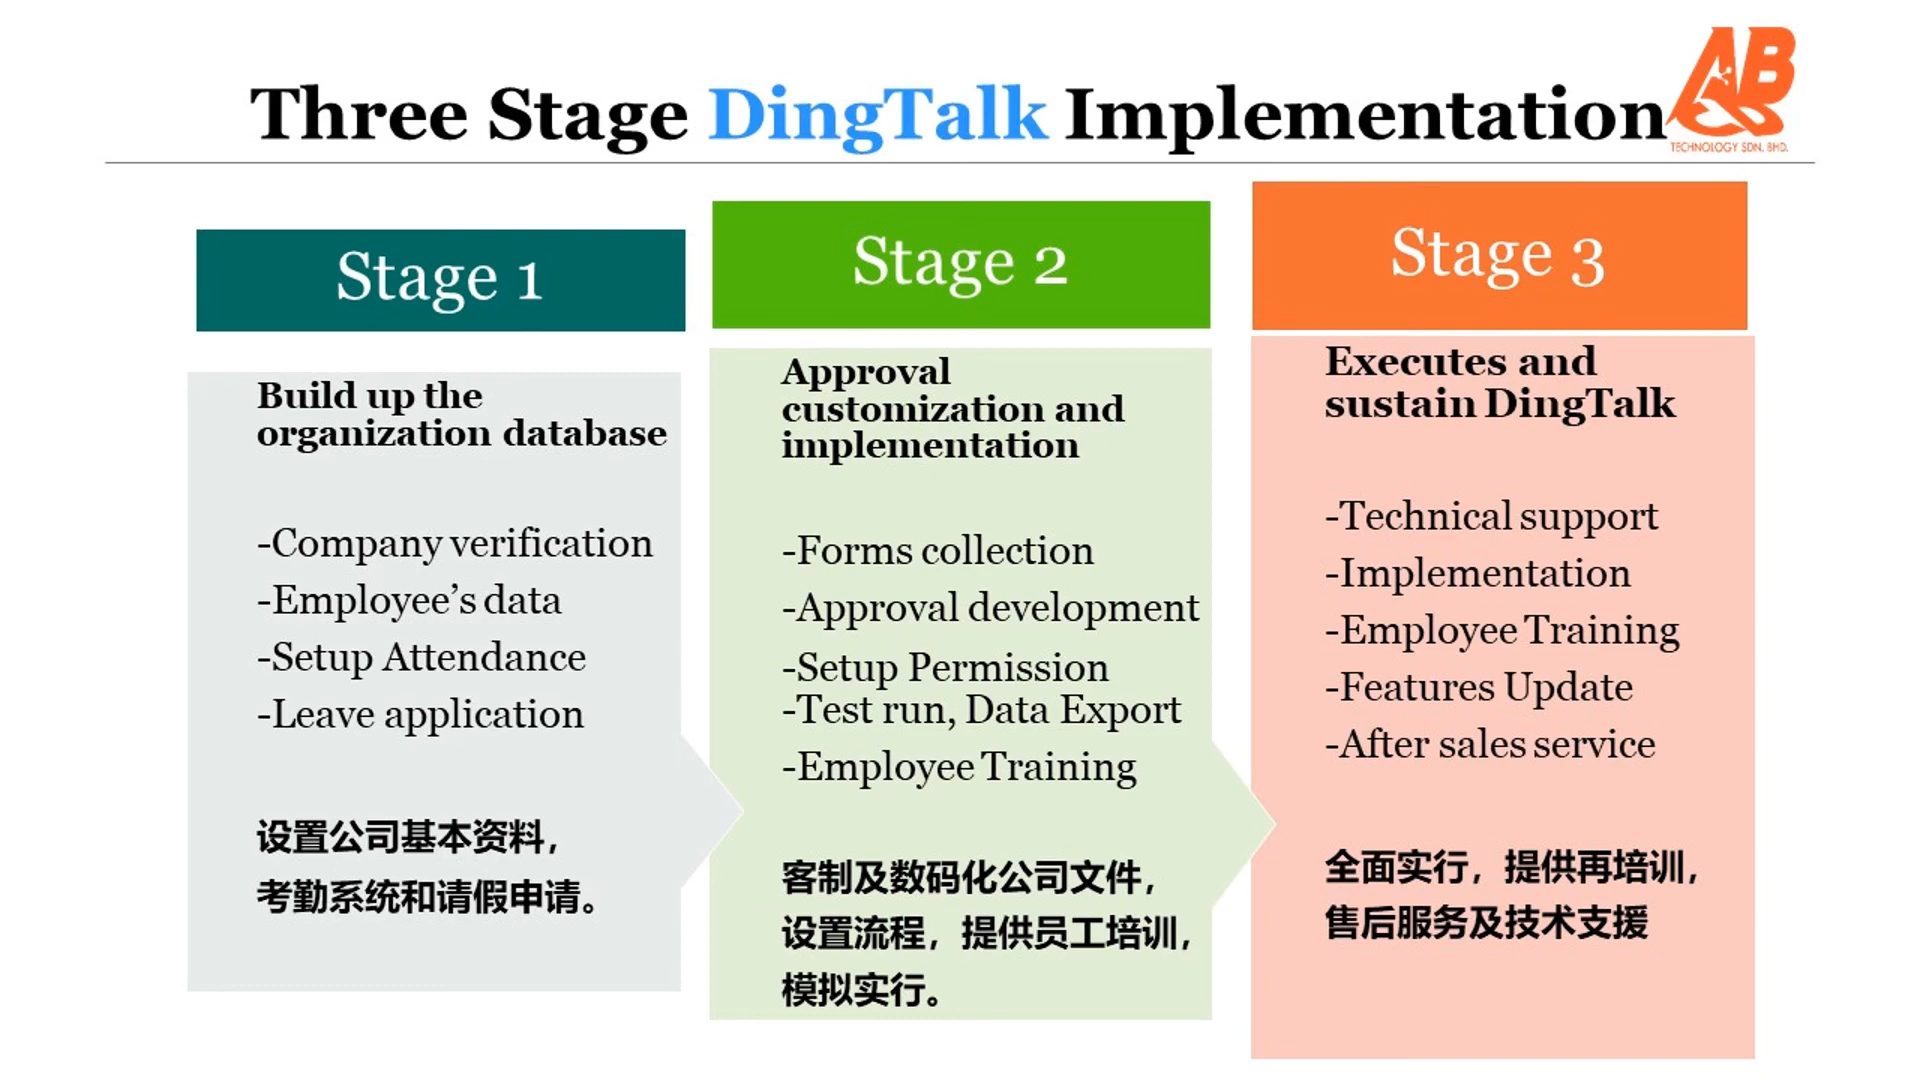 Three Stage DingTalk Implementation
AB
TECHNOLOGY SDN. BHD.
Stage 1
Build up the
organization database
-Company verification
-Employee’s data
-Setup Attendance
-Leave application
设置公司基本资料，
考勤系统和请假申请。
Stage 2
Approval
customization and
implementation
-Forms collection
-Approval development
-Setup Permission
-Test run, Data Export
-Employee Training
客制及数码化公司文件，
设置流程，提供员工培训，
模拟实行。
Stage 3
Executes and
sustain DingTalk
-Technical support
-Implementation
-Employee Training
-Features Update
-After sales service
全面实行，提供再培训，
售后服务及技术支援